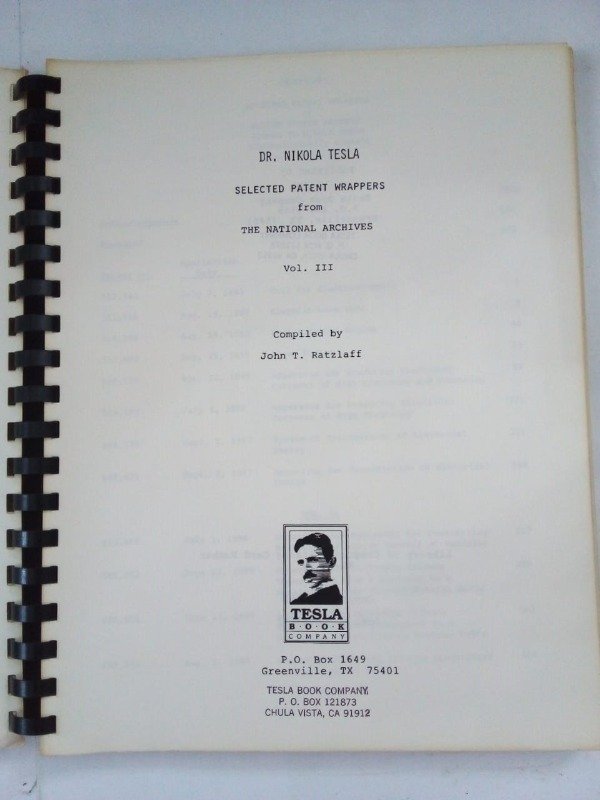 DR. NIKOLA TESLA
SELECTED PATENT WRAPPERS
from
THE NATIONAL ARCHIVES
Vol. III
Compiled by
John T. Ratzlaff
TESLA
B·O·O·K
COMPANY
P.O. Box 1649
Greenville, TX 75401
TESLA BOOK COMPANY
P. O. BOX 121873
CHULA VISTA, CA 91912